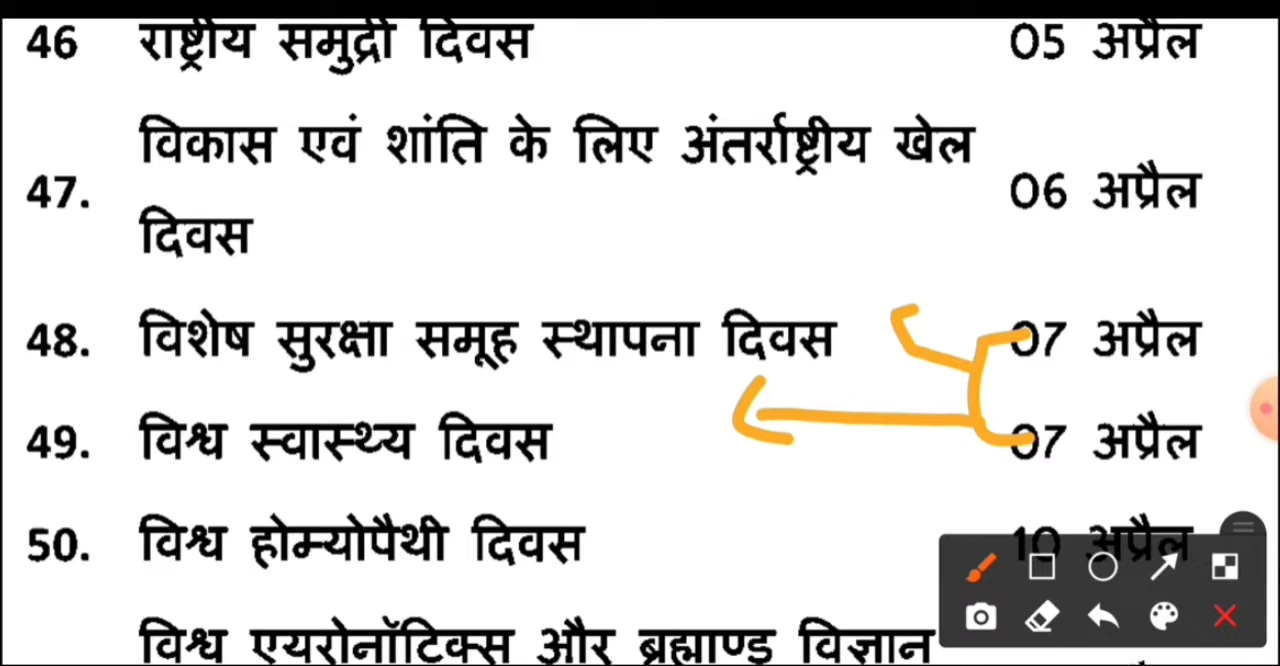 46 राष्ट्रीय समुद्री दिवस 05 अप्रैल
विकास एवं शांति के लिए अंतर्राष्ट्रीय खेल
47. 06 अप्रैल
दिवस
48. विशेष सुरक्षा समूह स्थापना दिवस 07 अप्रैल
49. विश्व स्वास्थ्य दिवस 07 अप्रैल
50. विश्व होम्योपैथी दिवस 10 अप्रैल
विश्व एयरोनॉटिक्स और ब्रह्माण्ड विज्ञान